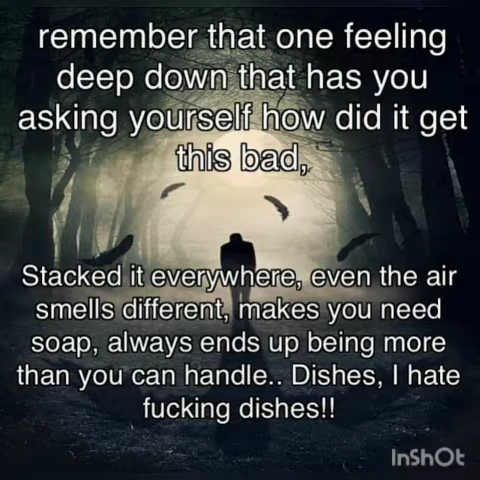 remember that one feeling
deep down that has you
asking yourself how did it get
this bad,
Stacked it everywhere, even the air
smells different, makes you need
soap, always ends up being more
than you can handle.. Dishes, I hate
fucking dishes!!
InShOt